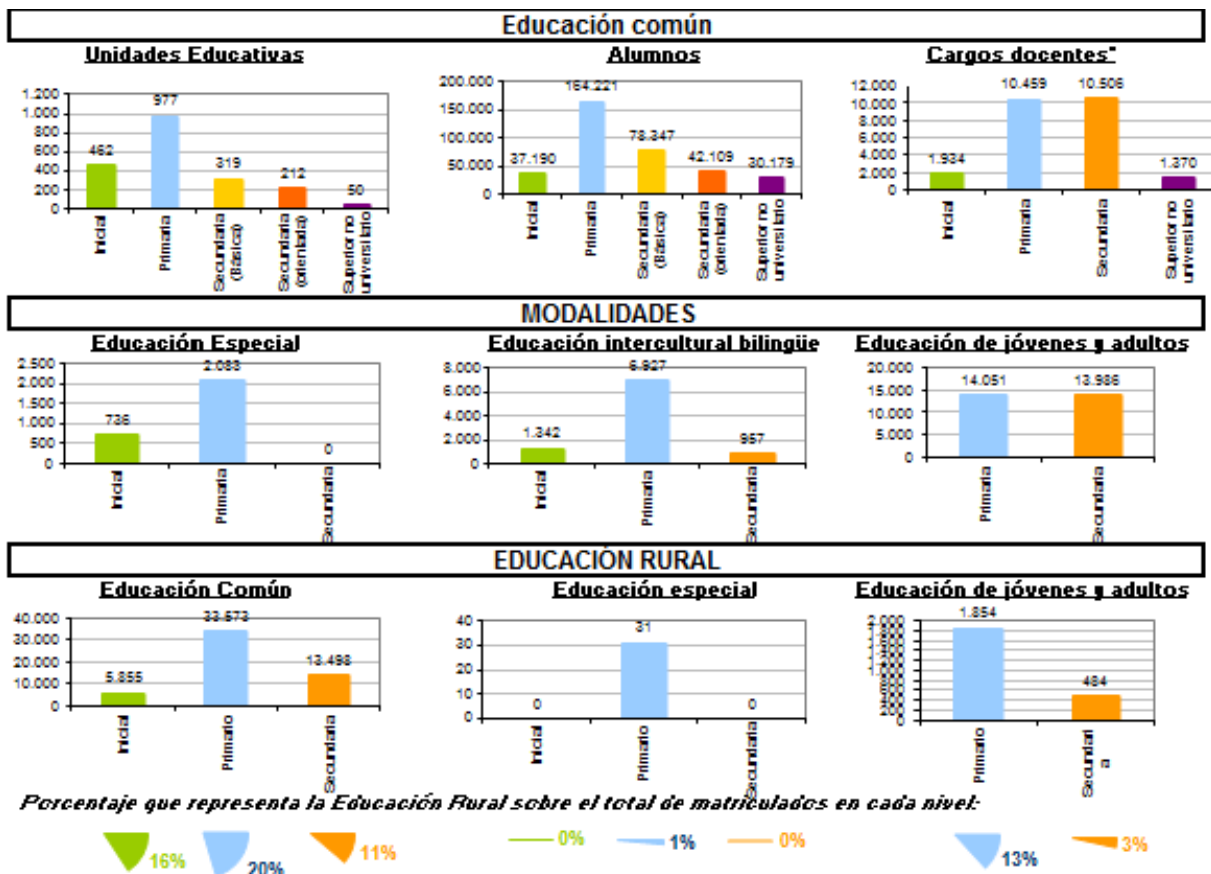 Educación común
Unidades Educativas
1.200
1.000
800
600
400
200
0
462
977
319
212
50
Inicial
Primaria
Secundaria (Básica)
Secundaria (orientada)
Superior no universitario
Alumnos
200.000
150.000
100.000
50.000
0
37.190
164.221
78.347
42.109
30.179
Inicial
Primaria
Secundaria (Básica)
Secundaria (orientada)
Superior no universitario
Cargos docentes*
12.000
10.000
8.000
6.000
4.000
2.000
0
1.934
10.459
10.506
1.370
Inicial
Primaria
Secundaria
Superior no universitario
MODALIDADES
Educación Especial
2.500
2.000
1.500
1.000
500
0
736
2.083
0
Inicial
Primaria
Secundaria
Educación intercultural bilingüe
8.000
6.000
4.000
2.000
0
1.342
6.927
957
Inicial
Primaria
Secundaria
Educación de jóvenes y adultos
20.000
15.000
10.000
5.000
0
14.051
13.986
Primaria
Secundaria
EDUCACIÓN RURAL
Educación Común
40.000
30.000
20.000
10.000
0
5.855
33.573
13.498
Inicial
Primario
Secundaria
Educación especial
40
30
20
10
0
0
31
0
Inicial
Primario
Secundaria
Educación de jóvenes y adultos
2.000
1.000
0
1.854
484
Primario
Secundaria
Porcentaje que representa la Educación Rural sobre el total de matriculados en cada nivel:
16%
20%
11%
0%
1%
0%
13%
3%